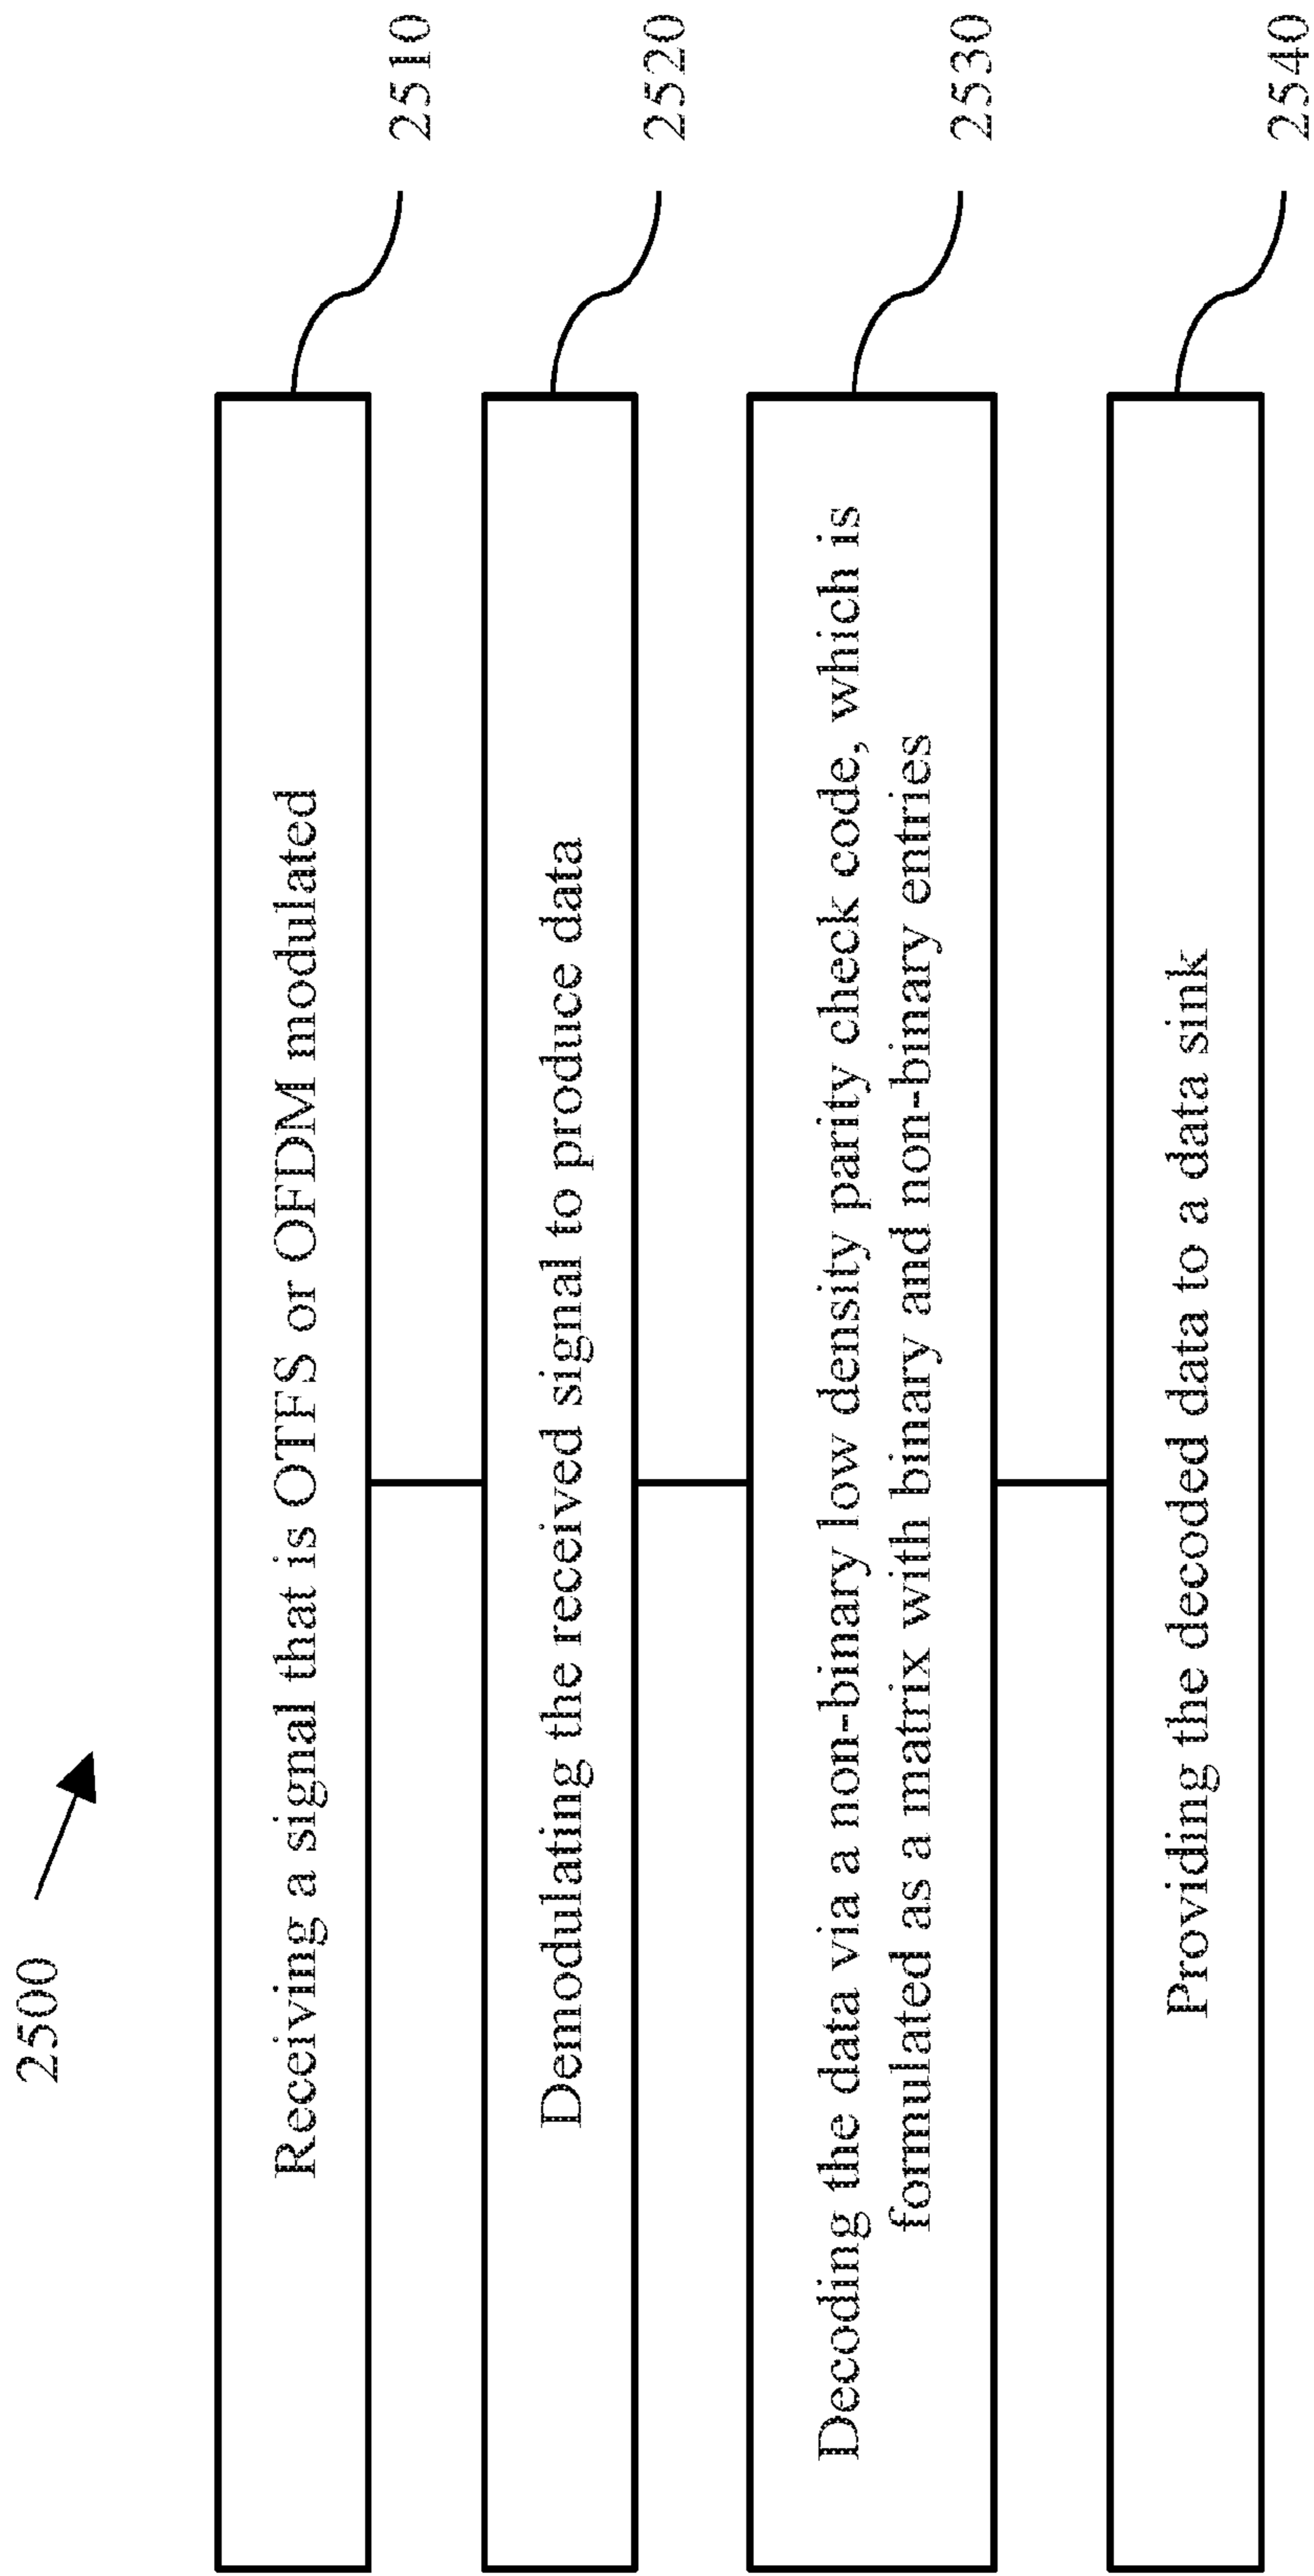 2500
Receiving a signal that is OTFS or OFDM modulated
2510
Demodulating the received signal to produce data
2520
Decoding the data via a non-binary low density parity check code, which is
formulated as a matrix with binary and non-binary entries
2530
Providing the decoded data to a data sink
2540